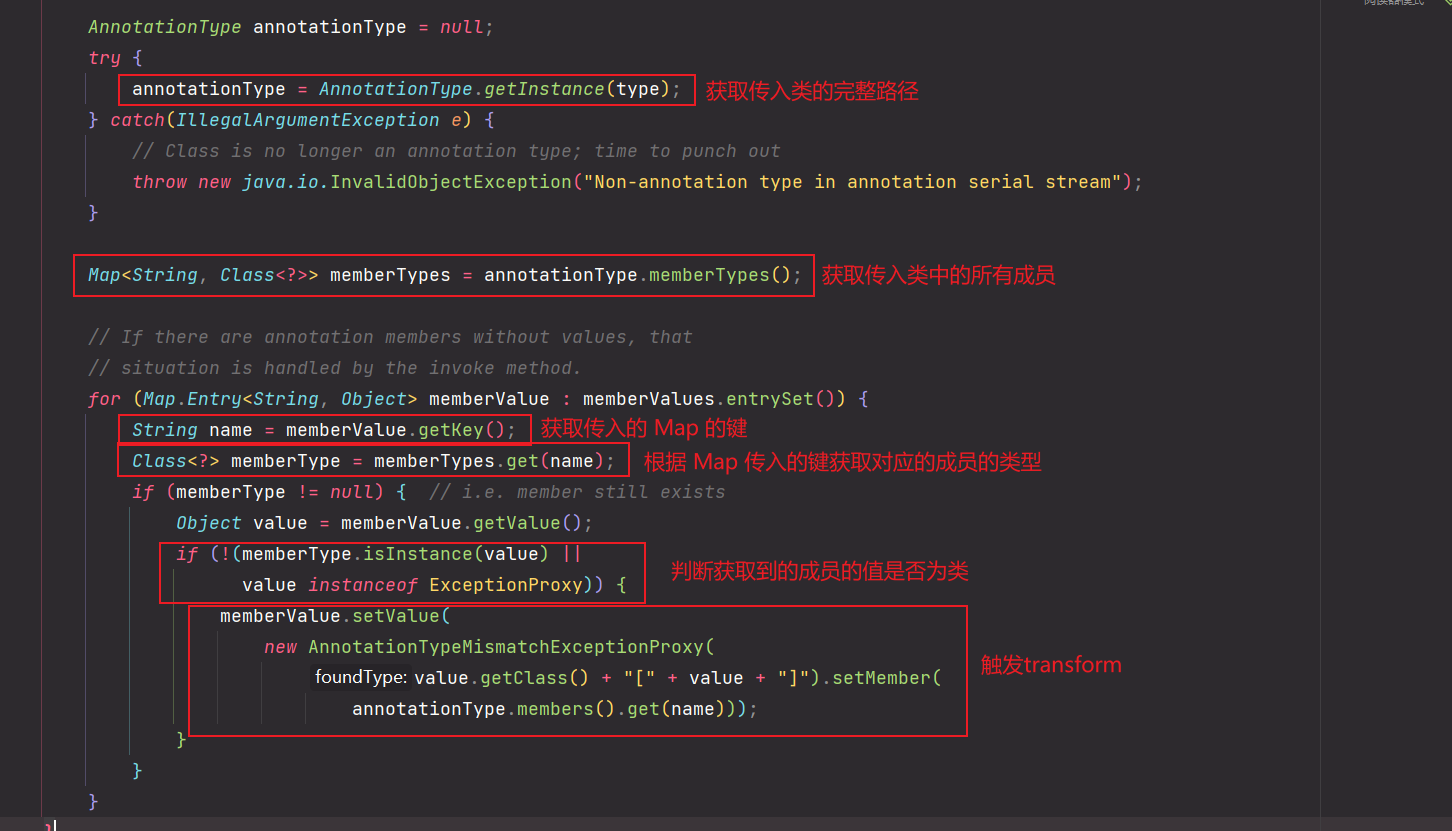 阅读器模式
AnnotationType annotationType = null;
try {
annotationType = AnnotationType.getInstance(type); 获取传入类的完整路径
} catch(IllegalArgumentException e) {
// Class is no longer an annotation type; time to punch out
throw new java.io.InvalidObjectException("Non-annotation type in annotation serial stream");
}
Map<String, Class<?>> memberTypes = annotationType.memberTypes(); 获取传入类中的所有成员
// If there are annotation members without values, that
// situation is handled by the invoke method.
for (Map.Entry<String, Object> memberValue : memberValues.entrySet()) {
String name = memberValue.getKey(); 获取传入的 Map 的键
Class<?> memberType = memberTypes.get(name); 根据 Map 传入的键获取对应的成员的类型
if (memberType != null) {  // i.e. member still exists
Object value = memberValue.getValue();
if (!(memberType.isInstance(value) ||
value instanceof ExceptionProxy)) {
判断获取到的成员的值是否为类
memberValue.setValue(
new AnnotationTypeMismatchExceptionProxy(
触发transform
foundType: value.getClass() + "[" + value + "]").setMember(
annotationType.members().get(name)));
}
}
}
}